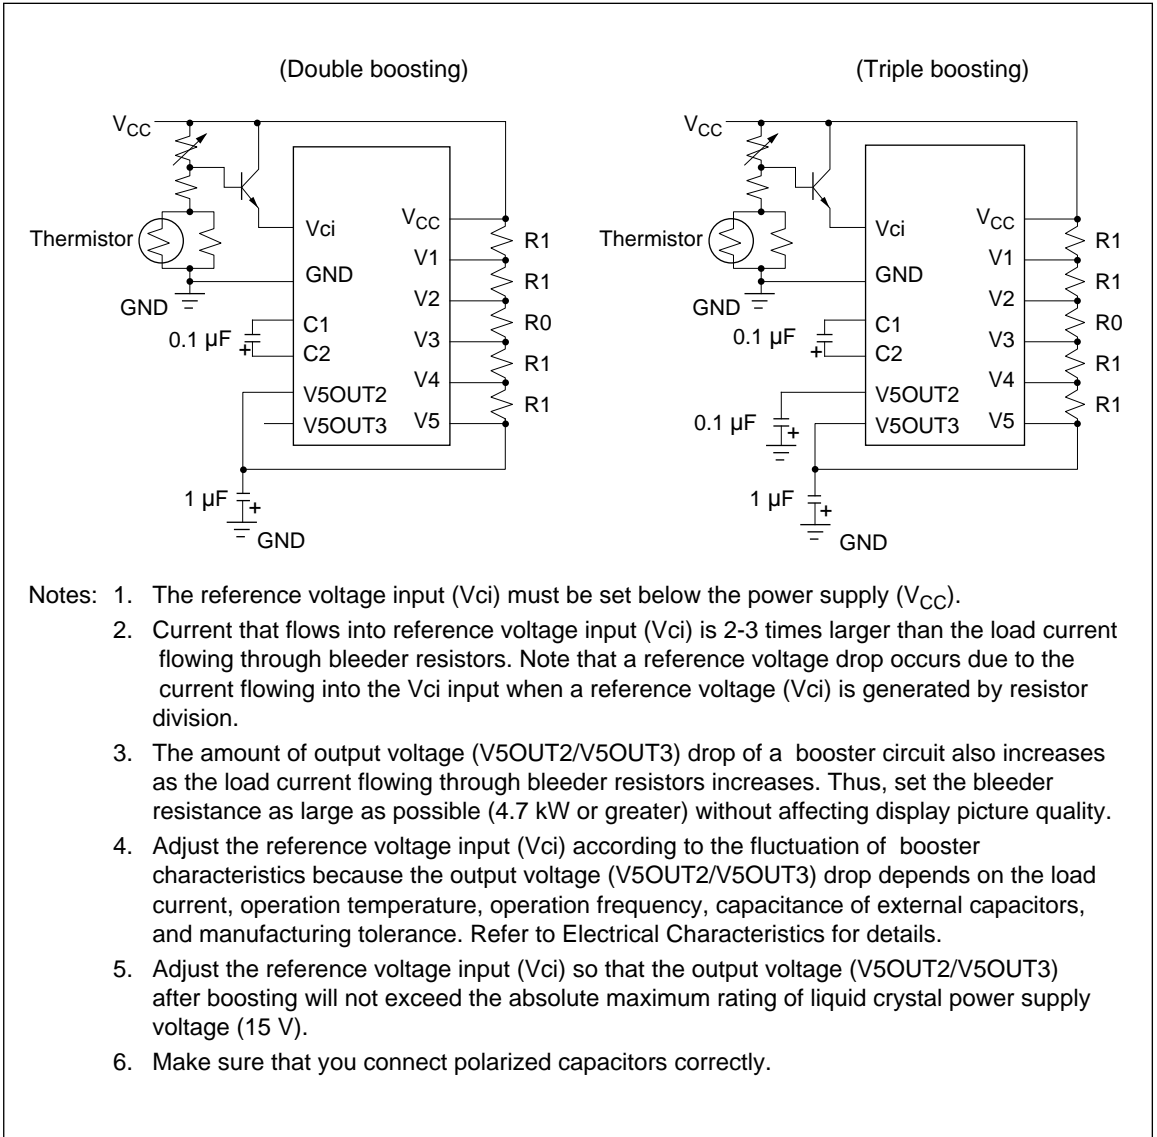 (Double boosting)
VCC
Thermistor
GND
Vci
GND
C1
C2
V5OUT2
V5OUT3
VCC
V1
V2
V3
V4
V5
R1
R1
R0
R1
R1
0.1 µF
+
1 µF
+
GND
(Triple boosting)
VCC
Thermistor
GND
Vci
GND
C1
C2
V5OUT2
V5OUT3
VCC
V1
V2
V3
V4
V5
R1
R1
R0
R1
R1
0.1 µF
+
0.1 µF
+
1 µF
+
GND
Notes: 1. The reference voltage input (Vci) must be set below the power supply (VCC).
2. Current that flows into reference voltage input (Vci) is 2-3 times larger than the load current
flowing through bleeder resistors. Note that a reference voltage drop occurs due to the
current flowing into the Vci input when a reference voltage (Vci) is generated by resistor
division.
3. The amount of output voltage (V5OUT2/V5OUT3) drop of a booster circuit also increases
as the load current flowing through bleeder resistors increases. Thus, set the bleeder
resistance as large as possible (4.7 kW or greater) without affecting display picture quality.
4. Adjust the reference voltage input (Vci) according to the fluctuation of booster
characteristics because the output voltage (V5OUT2/V5OUT3) drop depends on the load
current, operation temperature, operation frequency, capacitance of external capacitors,
and manufacturing tolerance. Refer to Electrical Characteristics for details.
5. Adjust the reference voltage input (Vci) so that the output voltage (V5OUT2/V5OUT3)
after boosting will not exceed the absolute maximum rating of liquid crystal power supply
voltage (15 V).
6. Make sure that you connect polarized capacitors correctly.